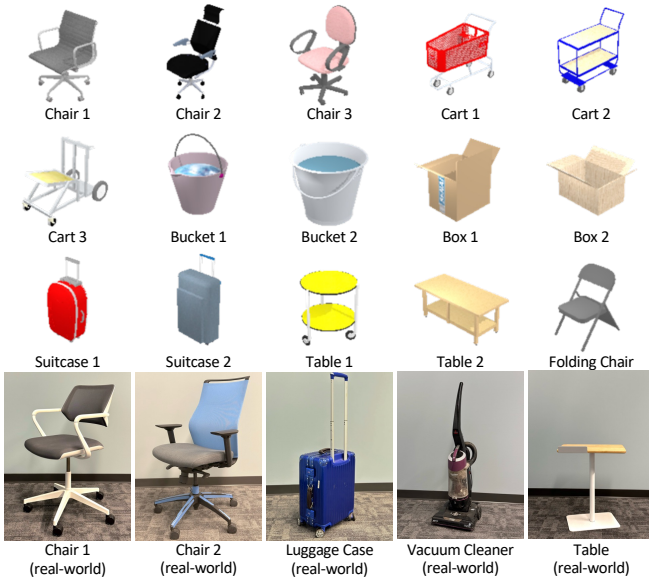 Chair 1
Chair 2
Chair 3
Cart 1
Cart 2
Cart 3
Bucket 1
Bucket 2
Box 1
Box 2
Suitcase 1
Suitcase 2
Table 1
Table 2
Folding Chair
Chair 1
(real-world)
Chair 2
(real-world)
Luggage Case
(real-world)
Vacuum Cleaner
(real-world)
Table
(real-world)